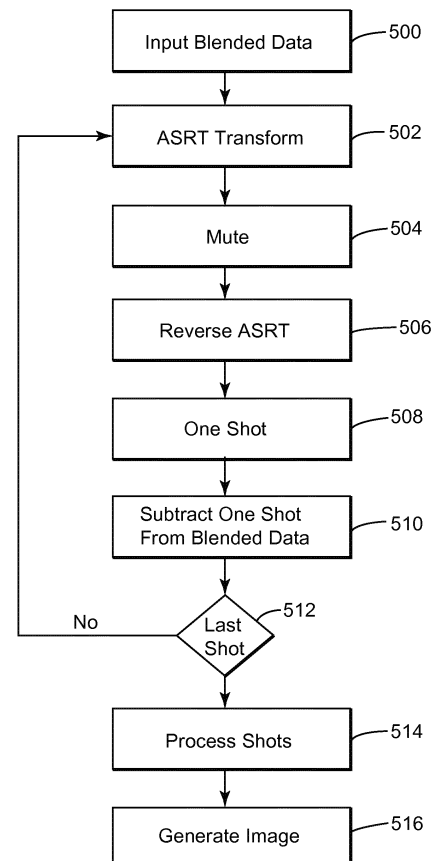 Input Blended Data
500
ASRT Transform
502
Mute
504
Reverse ASRT
506
One Shot
508
Subtract One Shot
From Blended Data
510
512
No
Last
Shot
Process Shots
514
Generate Image
516